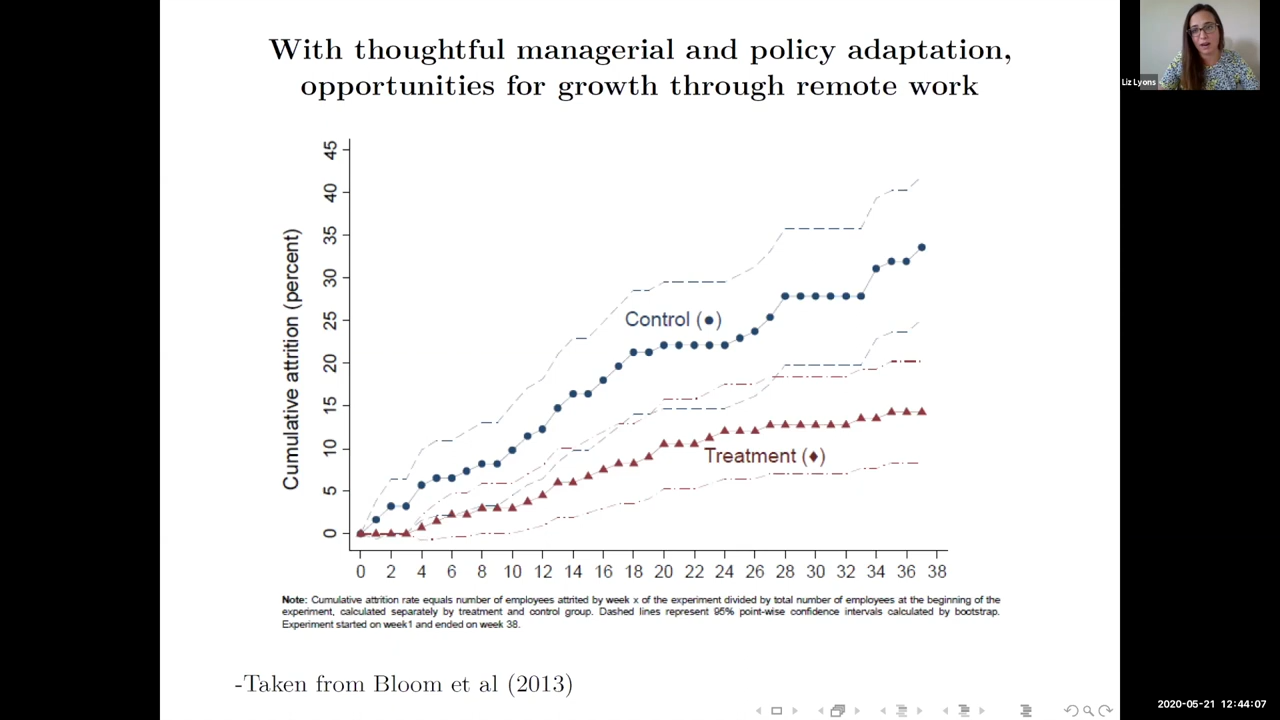 With thoughtful managerial and policy adaptation,
opportunities for growth through remote work
Liz Lyons
Cumulative attrition (percent)
45
40
35
30
25
20
15
10
5
0
Control (●)
Treatment (♦)
0 2 4 6 8 10 12 14 16 18 20 22 24 26 28 30 32 34 36 38
Note: Cumulative attrition rate equals number of employees attrited by week x of the experiment divided by total number of employees at the beginning of the
experiment, calculated separately by treatment and control group. Dashed lines represent 95% point-wise confidence intervals calculated by bootstrap.
Experiment started on week1 and ended on week 38.
-Taken from Bloom et al (2013)
2020-05-21 12:44:07